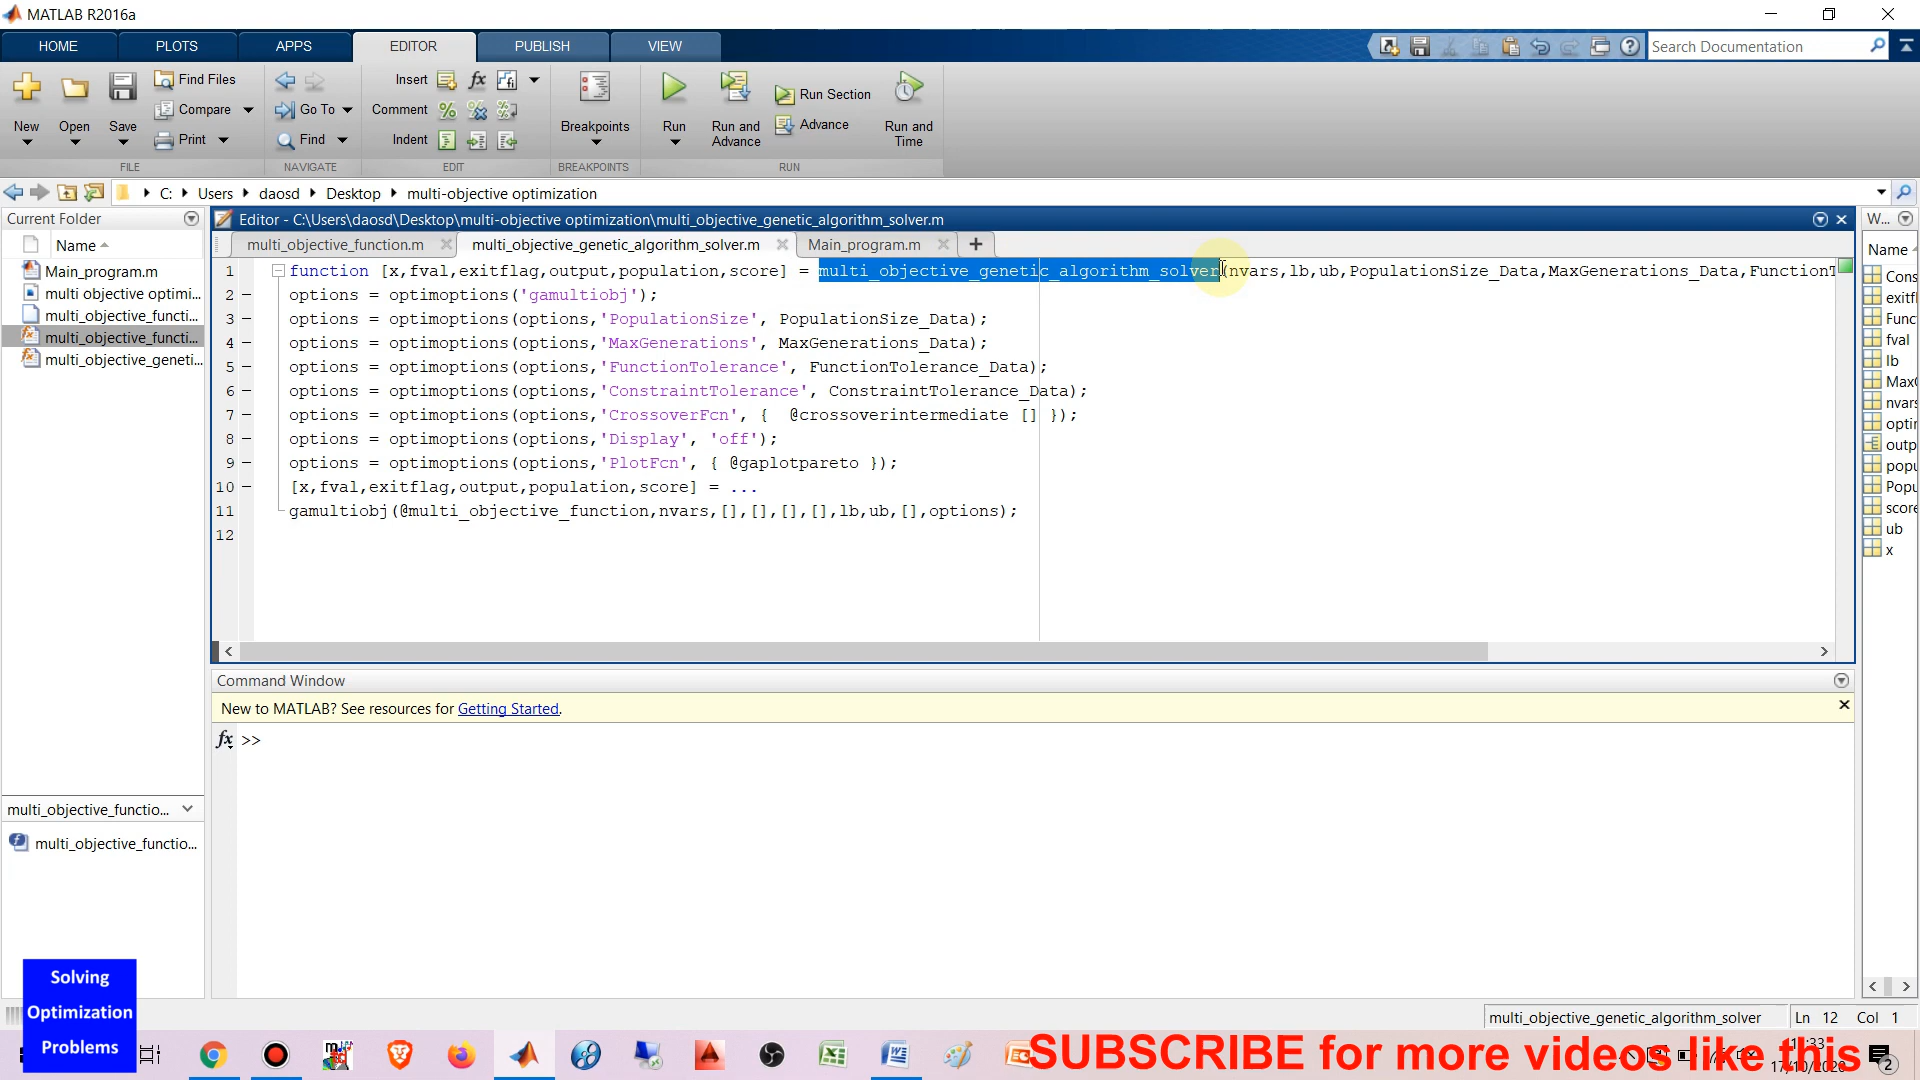 MATLAB R2016a
HOME PLOTS APPS EDITOR PUBLISH VIEW
Search Documentation
New
Open
Save
Find Files
Compare
Print
FILE
Go To
Find
NAVIGATE
Insert
Comment
Indent
EDIT
Breakpoints
BREAKPOINTS
Run
Run and
Advance
Run Section
Advance
Run and
Time
RUN
C: Users daosd Desktop multi-objective optimization
Current Folder
Name
Main_program.m
multi objective optimi...
multi_objective_functi...
multi_objective_functi...
multi_objective_geneti...
multi_objective_functio...
multi_objective_functio...
Editor - C:\Users\daosd\Desktop\multi-objective optimization\multi_objective_genetic_algorithm_solver.m
multi_objective_function.m multi_objective_genetic_algorithm_solver.m Main_program.m
1 function [x,fval,exitflag,output,population,score] = multi_objective_genetic_algorithm_solver(nvars,lb,ub,PopulationSize_Data,MaxGenerations_Data,Function
2 options = optimoptions('gamultiobj');
3 options = optimoptions(options,'PopulationSize', PopulationSize_Data);
4 options = optimoptions(options,'MaxGenerations', MaxGenerations_Data);
5 options = optimoptions(options,'FunctionTolerance', FunctionTolerance_Data);
6 options = optimoptions(options,'ConstraintTolerance', ConstraintTolerance_Data);
7 options = optimoptions(options,'CrossoverFcn', {  @crossoverintermediate [] });
8 options = optimoptions(options,'Display', 'off');
9 options = optimoptions(options,'PlotFcn', { @gaplotpareto });
10 [x,fval,exitflag,output,population,score] = ...
11 gamultiobj(@multi_objective_function,nvars,[],[],[],[],lb,ub,[],options);
12
Command Window
New to MATLAB? See resources for Getting Started.
fx >>
W...
Name
Cons
exitfl
Func
fval
lb
Max
nvars
optir
outp
popu
Popu
score
ub
x
multi_objective_genetic_algorithm_solver Ln 12 Col 1
Solving
Optimization
Problems
SUBSCRIBE for more videos like this
2